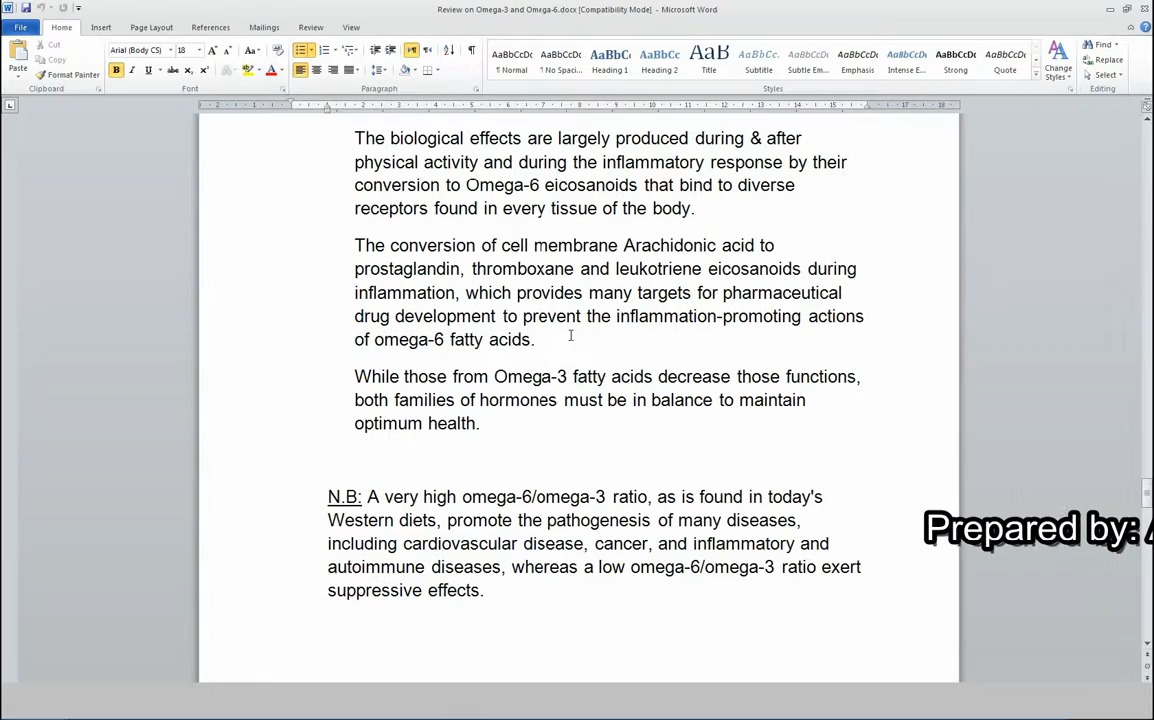 Review on Omega-3 and Omega-6.docx [Compatibility Mode] - Microsoft Word
File Home Insert Page Layout References Mailings Review View
Cut
Copy
Format Painter
Paste
Clipboard
Arial (Body CS) 18
Font
Paragraph
AaBbCcDc AaBbCcDc AaBbC AaBbCc AaB AaBbCcL AaBbCcDt AaBbCcDt AaBbCcDt AaBbCcDc AaBbCcDt
¶ Normal ¶ No Spaci... Heading 1 Heading 2 Title Subtitle Subtle Em... Emphasis Intense E... Strong Quote
Styles
Change Styles
Find
Replace
Select
Editing
The biological effects are largely produced during & after
physical activity and during the inflammatory response by their
conversion to Omega-6 eicosanoids that bind to diverse
receptors found in every tissue of the body.
The conversion of cell membrane Arachidonic acid to
prostaglandin, thromboxane and leukotriene eicosanoids during
inflammation, which provides many targets for pharmaceutical
drug development to prevent the inflammation-promoting actions
of omega-6 fatty acids.
While those from Omega-3 fatty acids decrease those functions,
both families of hormones must be in balance to maintain
optimum health.
N.B: A very high omega-6/omega-3 ratio, as is found in today's
Western diets, promote the pathogenesis of many diseases,
including cardiovascular disease, cancer, and inflammatory and
autoimmune diseases, whereas a low omega-6/omega-3 ratio exert
suppressive effects.
Prepared by: